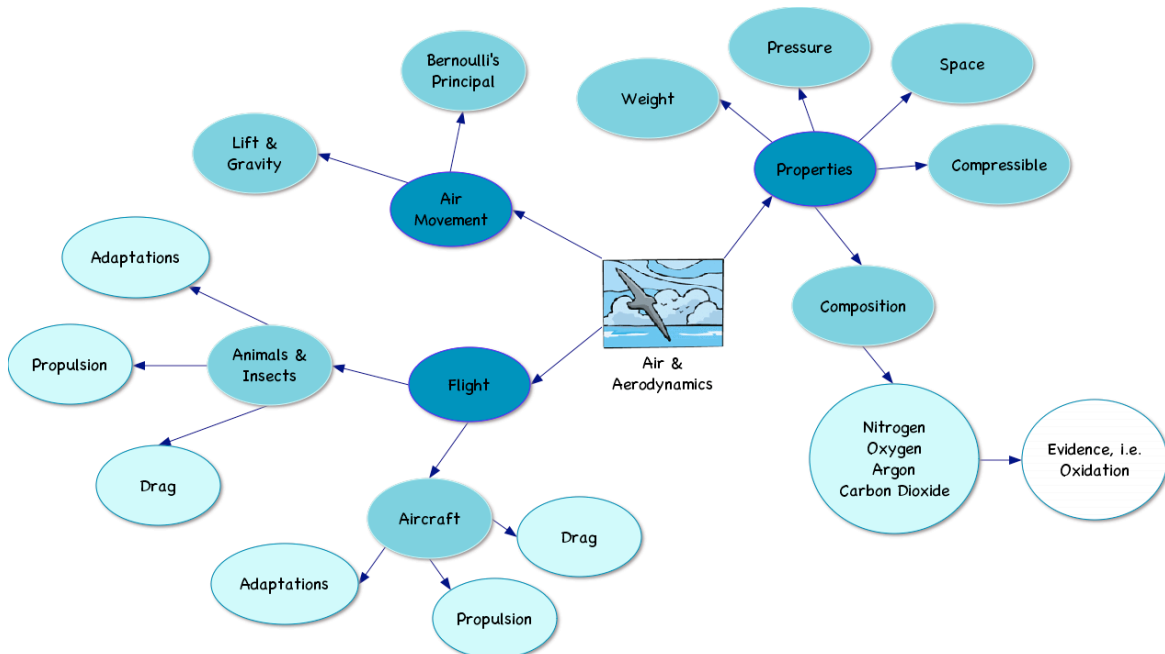 Bernoulli's
Principal
Lift &
Gravity
Air
Movement
Pressure
Space
Weight
Properties
Compressible
Composition
Nitrogen
Oxygen
Argon
Carbon Dioxide
Evidence, i.e.
Oxidation
Air &
Aerodynamics
Flight
Animals &
Insects
Adaptations
Propulsion
Drag
Aircraft
Adaptations
Propulsion
Drag